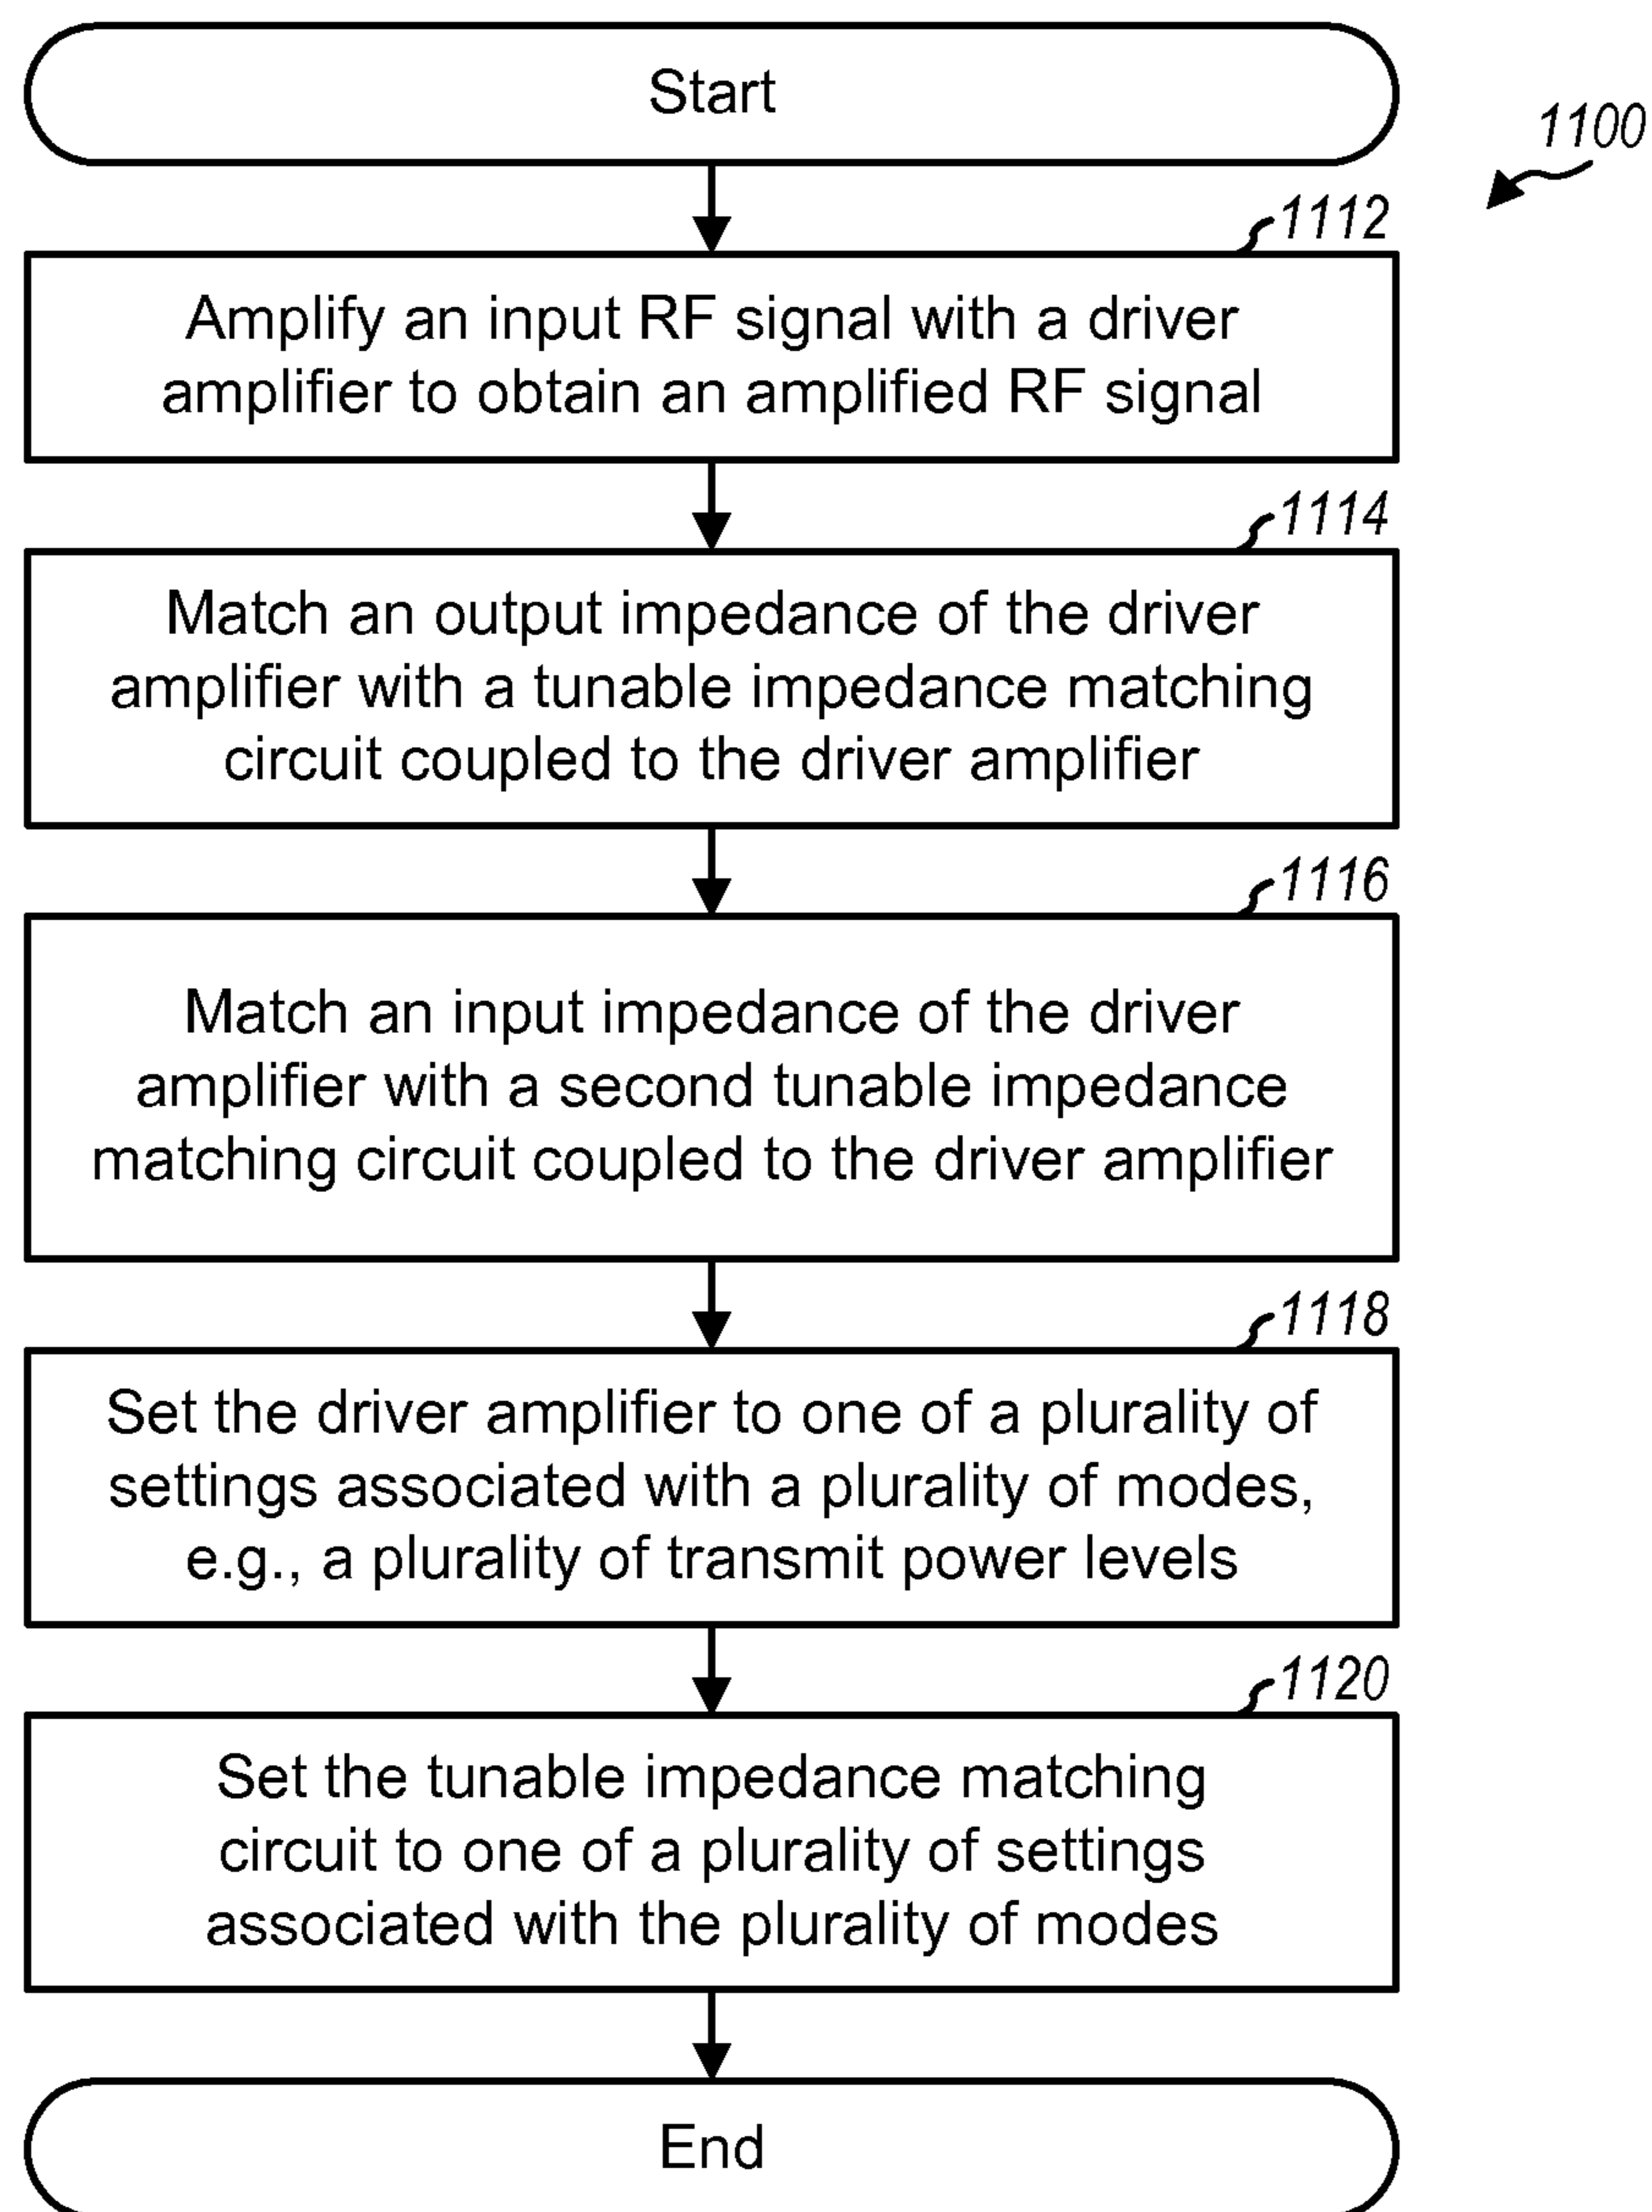 Start
1100
1112
Amplify an input RF signal with a driver
amplifier to obtain an amplified RF signal
1114
Match an output impedance of the driver
amplifier with a tunable impedance matching
circuit coupled to the driver amplifier
1116
Match an input impedance of the driver
amplifier with a second tunable impedance
matching circuit coupled to the driver amplifier
1118
Set the driver amplifier to one of a plurality of
settings associated with a plurality of modes,
e.g., a plurality of transmit power levels
1120
Set the tunable impedance matching
circuit to one of a plurality of settings
associated with the plurality of modes
End